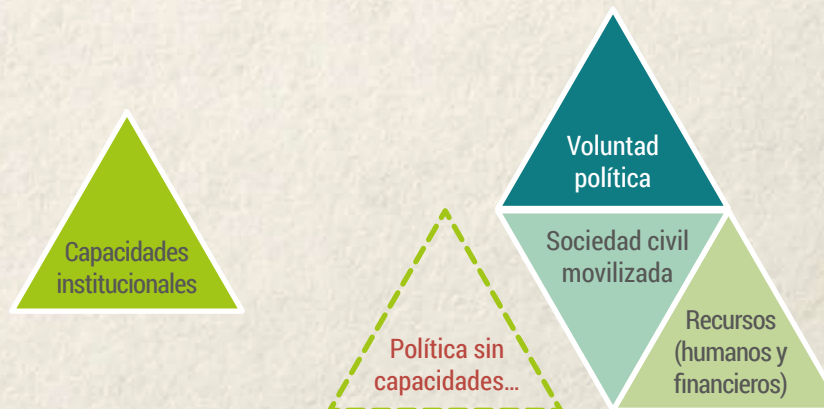 Capacidades
institucionales
Voluntad
política
Sociedad civil
movilizada
Política sin
capacidades...
Recursos
(humanos y
financieros)